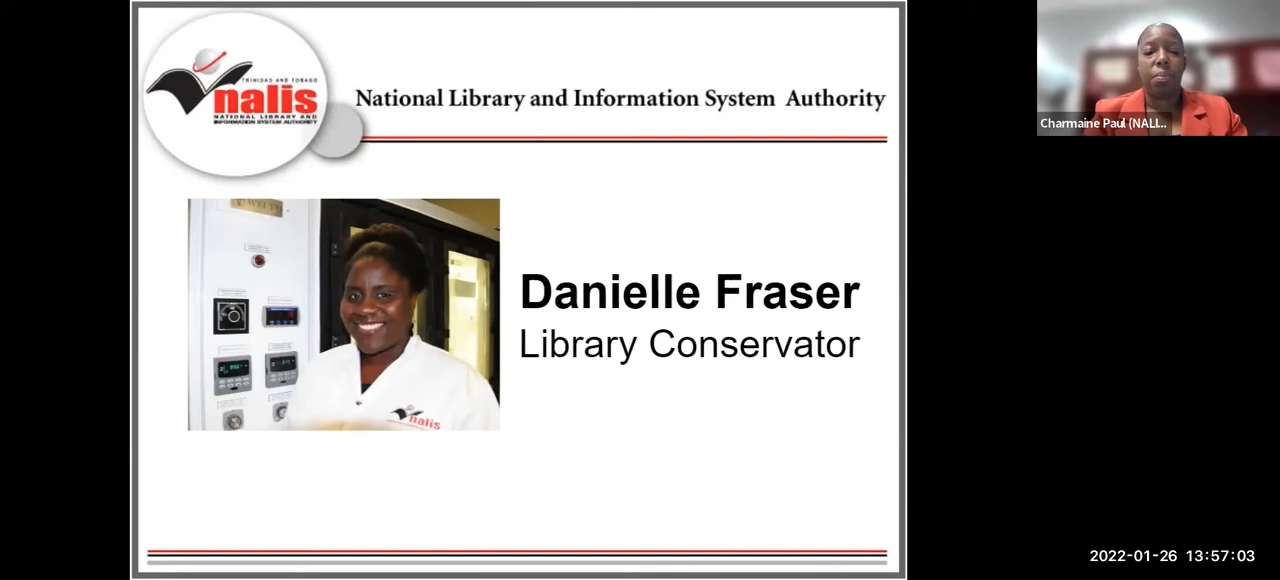 TRINIDAD AND TOBAGO
nalis
NATIONAL LIBRARY AND
INFORMATION SYSTEM AUTHORITY
National Library and Information System Authority
Danielle Fraser
Library Conservator
nalis
Charmaine Paul (NALI...
2022-01-26 13:57:03